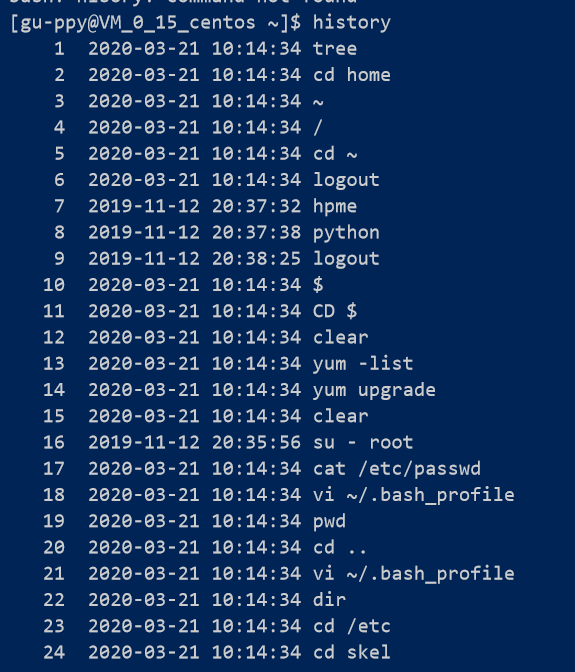 [gu-ppy@VM_0_15_centos ~]$ history
1 2020-03-21 10:14:34 tree
2 2020-03-21 10:14:34 cd home
3 2020-03-21 10:14:34 ~
4 2020-03-21 10:14:34 /
5 2020-03-21 10:14:34 cd ~
6 2020-03-21 10:14:34 logout
7 2019-11-12 20:37:32 hpme
8 2019-11-12 20:37:38 python
9 2019-11-12 20:38:25 logout
10 2020-03-21 10:14:34 $
11 2020-03-21 10:14:34 CD $
12 2020-03-21 10:14:34 clear
13 2020-03-21 10:14:34 yum -list
14 2020-03-21 10:14:34 yum upgrade
15 2020-03-21 10:14:34 clear
16 2019-11-12 20:35:56 su - root
17 2020-03-21 10:14:34 cat /etc/passwd
18 2020-03-21 10:14:34 vi ~/.bash_profile
19 2020-03-21 10:14:34 pwd
20 2020-03-21 10:14:34 cd ..
21 2020-03-21 10:14:34 vi ~/.bash_profile
22 2020-03-21 10:14:34 dir
23 2020-03-21 10:14:34 cd /etc
24 2020-03-21 10:14:34 cd skel